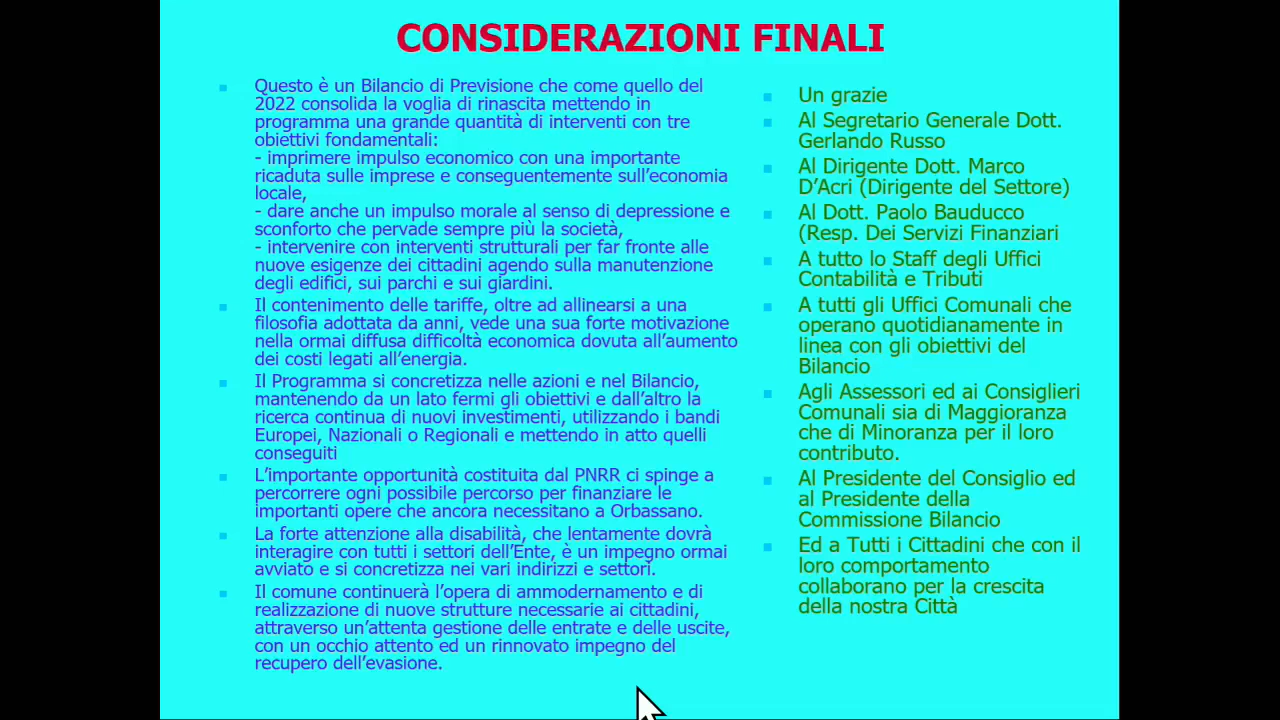 CONSIDERAZIONI FINALI
Questo è un Bilancio di Previsione che come quello del
2022 consolida la voglia di rinascita mettendo in
programma una grande quantità di interventi con tre
obiettivi fondamentali:
- imprimere impulso economico con una importante
ricaduta sulle imprese e conseguentemente sull'economia
locale,
- dare anche un impulso morale al senso di depressione e
sconforto che pervade sempre più la società,
- intervenire con interventi strutturali per far fronte alle
nuove esigenze dei cittadini agendo sulla manutenzione
degli edifici, sui parchi e sui giardini.
Il contenimento delle tariffe, oltre ad allinearsi a una
filosofia adottata da anni, vede una sua forte motivazione
nella ormai diffusa difficoltà economica dovuta all'aumento
dei costi legati all'energia.
Il Programma si concretizza nelle azioni e nel Bilancio,
mantenendo da un lato fermi gli obiettivi e dall'altro la
ricerca continua di nuovi investimenti, utilizzando i bandi
Europei, Nazionali o Regionali e mettendo in atto quelli
conseguiti
L'importante opportunità costituita dal PNRR ci spinge a
percorrere ogni possibile percorso per finanziare le
importanti opere che ancora necessitano a Orbassano.
La forte attenzione alla disabilità, che lentamente dovrà
interagire con tutti i settori dell'Ente, è un impegno ormai
avviato e si concretizza nei vari indirizzi e settori.
Il comune continuerà l'opera di ammodernamento e di
realizzazione di nuove strutture necessarie ai cittadini,
attraverso un'attenta gestione delle entrate e delle uscite,
con un occhio attento ed un rinnovato impegno del
recupero dell'evasione.
Un grazie
Al Segretario Generale Dott.
Gerlando Russo
Al Dirigente Dott. Marco
D'Acri (Dirigente del Settore)
Al Dott. Paolo Bauducco
(Resp. Dei Servizi Finanziari
A tutto lo Staff degli Uffici
Contabilità e Tributi
A tutti gli Uffici Comunali che
operano quotidianamente in
linea con gli obiettivi del
Bilancio
Agli Assessori ed ai Consiglieri
Comunali sia di Maggioranza
che di Minoranza per il loro
contributo.
Al Presidente del Consiglio ed
al Presidente della
Commissione Bilancio
Ed a Tutti i Cittadini che con il
loro comportamento
collaborano per la crescita
della nostra Città